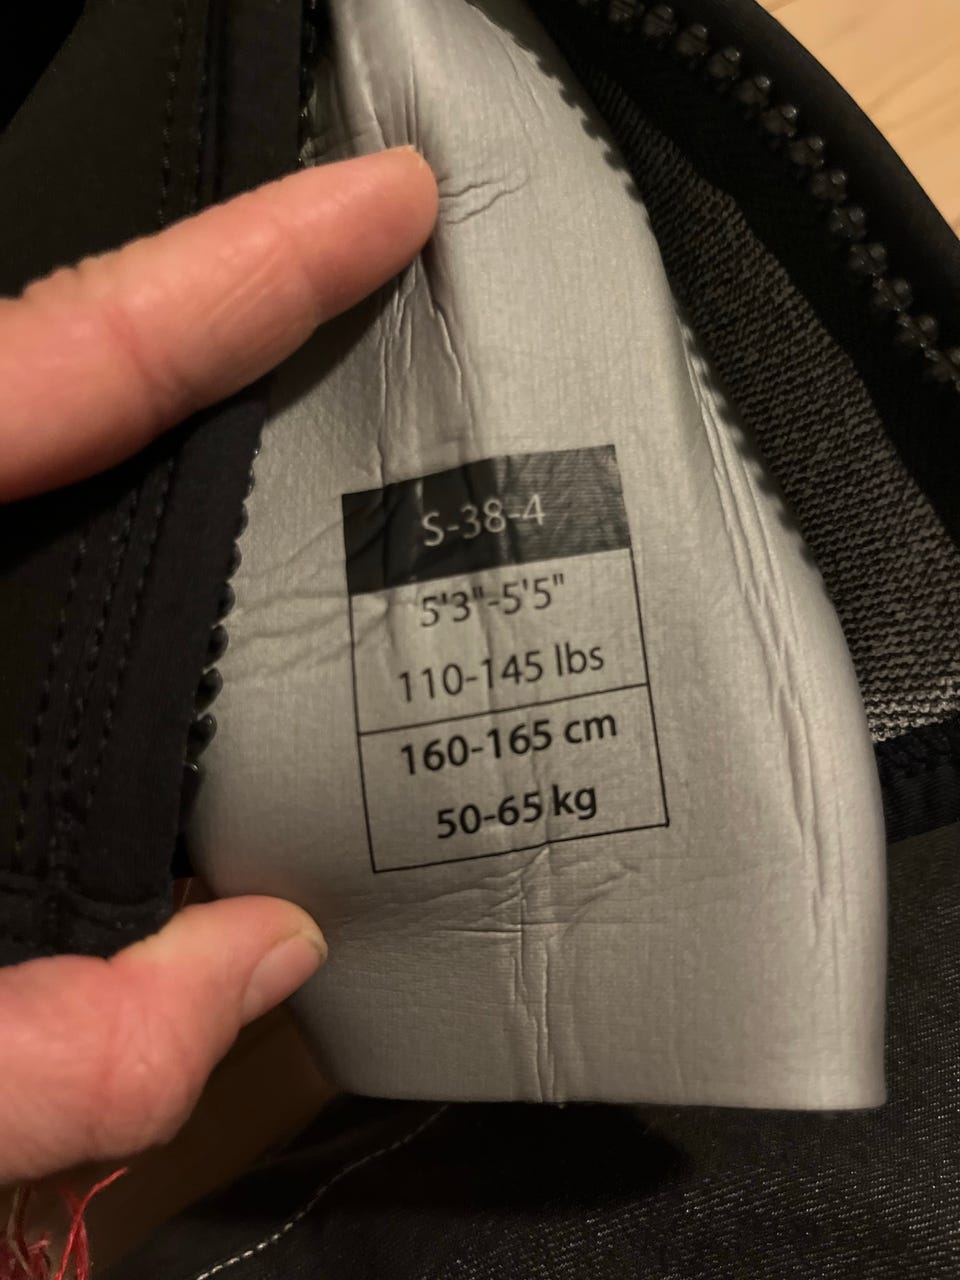 S-38-4
5'3"-5'5"
110-145 lbs
160-165 cm
50-65 kg